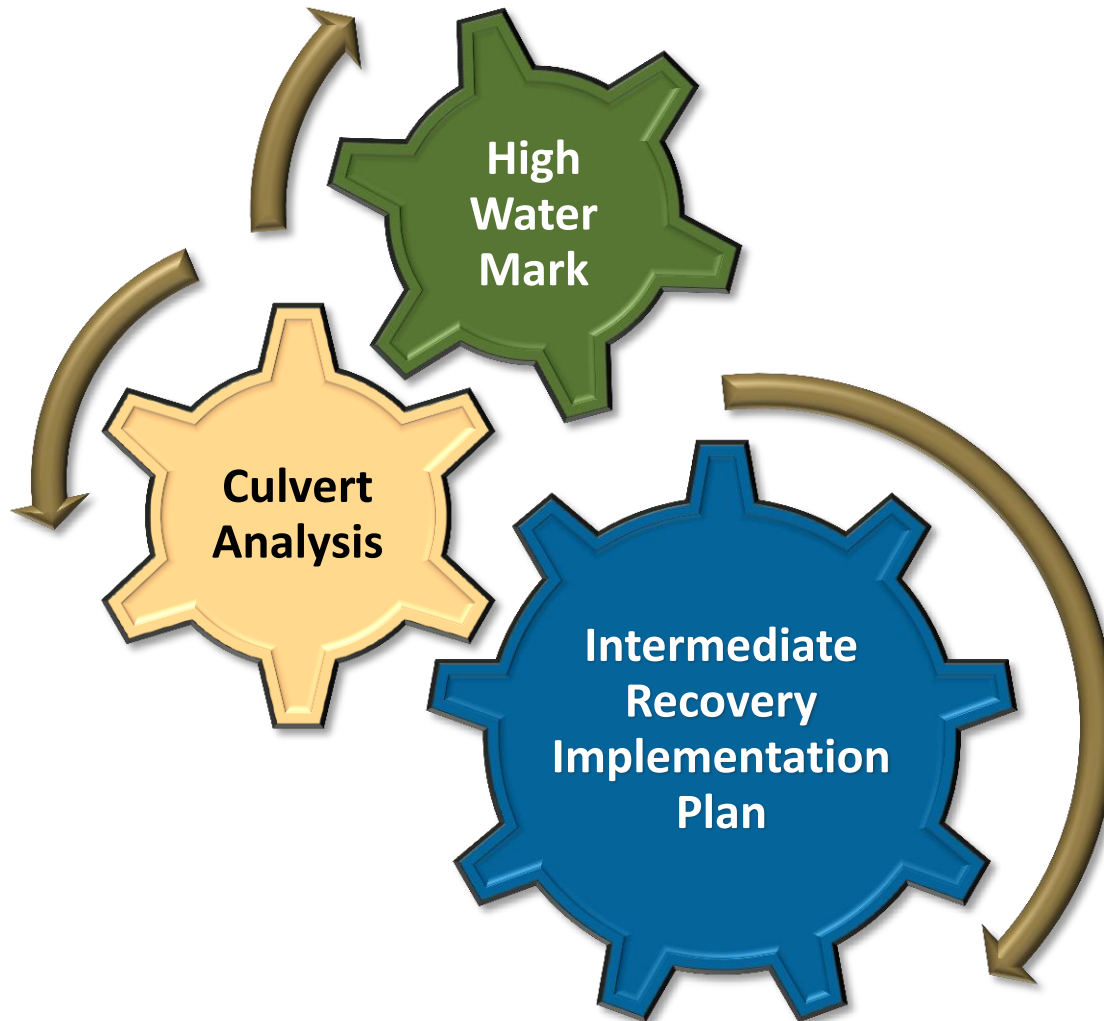 High
Water
Mark
Culvert
Analysis
Intermediate
Recovery
Implementation
Plan